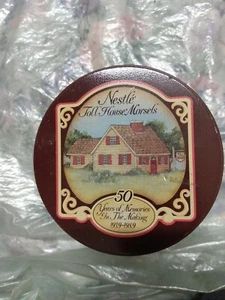 Nestlé
Toll House Morsels
50
Years of Memories
In The Making
1939-1989